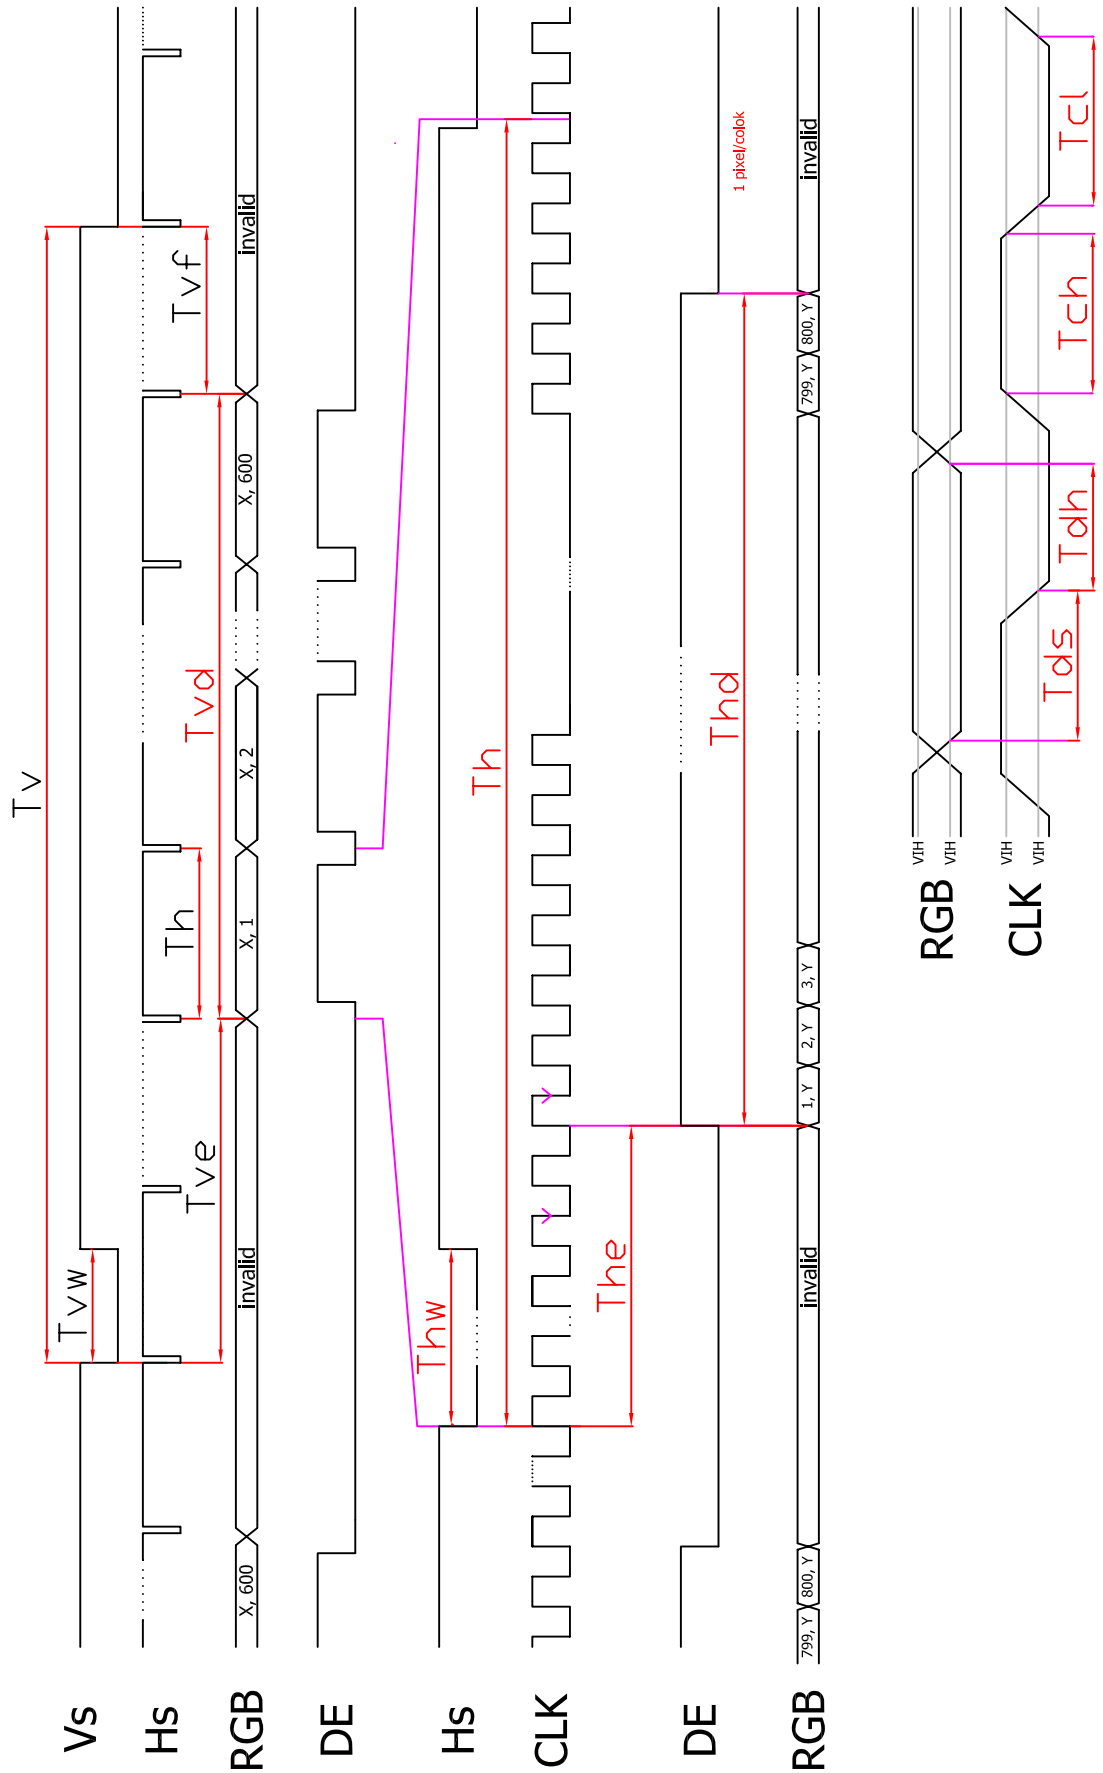 Vs
Tv
Tvw
Hs
Th
Tve
Tvd
Tvf
RGB
X, 600
invalid
X, 1
X, 2
X, 600
invalid
DE
Hs
Thw
Th
CLK
The
DE
Thd
1 pixel/colok
RGB
799, Y
800, Y
invalid
1, Y
2, Y
3, Y
799, Y
800, Y
invalid
RGB
VIH
VIH
CLK
VIH
VIH
Tds
Tdh
Tch
Tcl